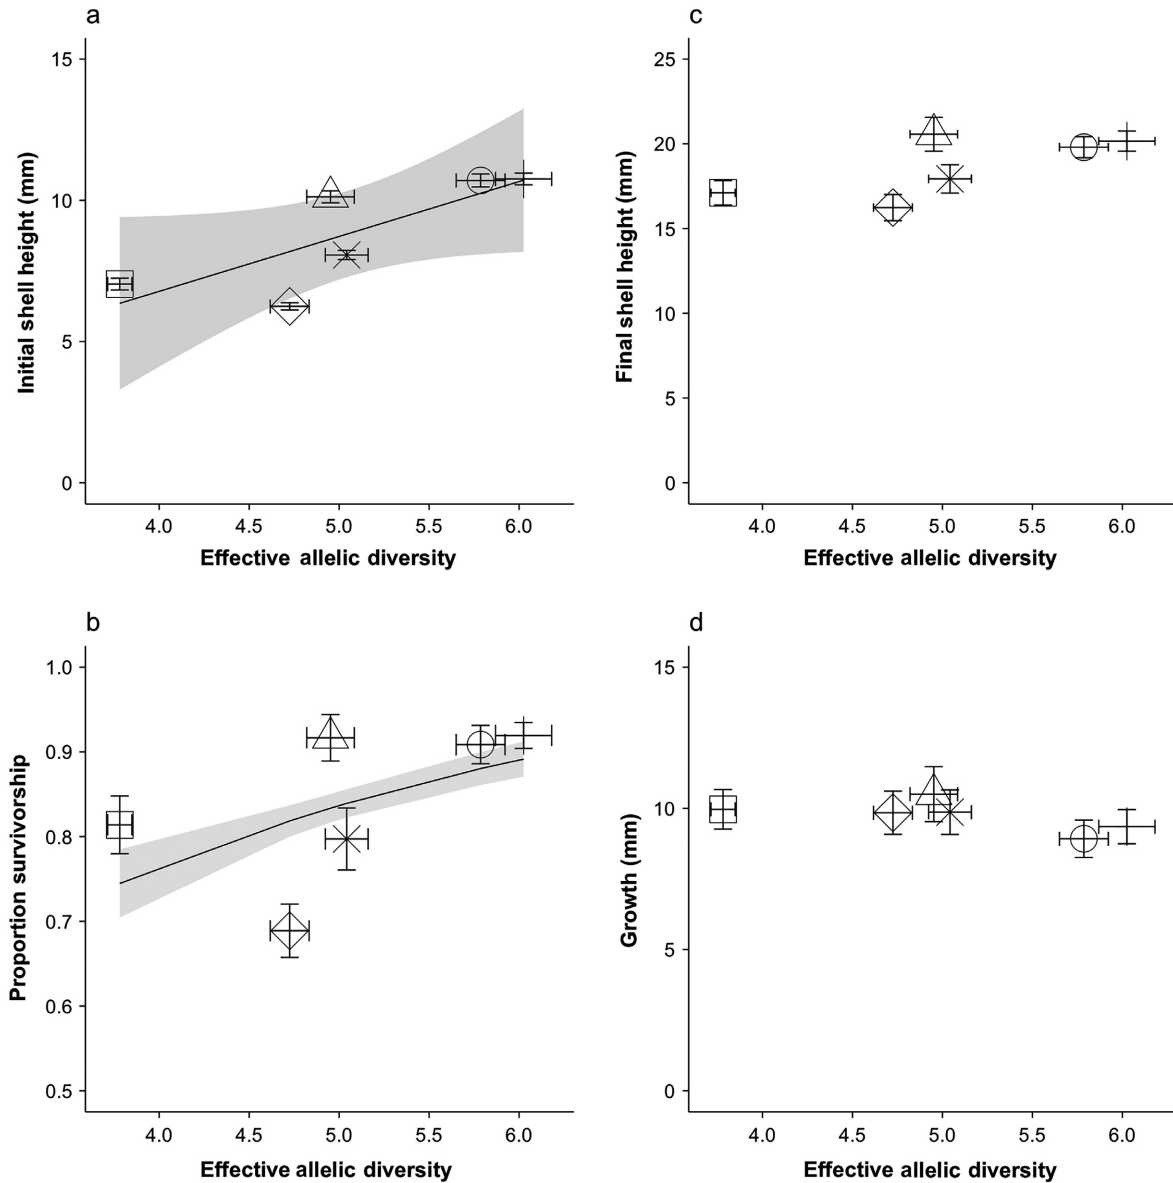 a
15
10
5
0
Initial shell height (mm)
4.0 4.5 5.0 5.5 6.0
Effective allelic diversity
c
25
20
15
10
5
0
Final shell height (mm)
4.0 4.5 5.0 5.5 6.0
Effective allelic diversity
b
1.0
0.9
0.8
0.7
0.6
0.5
Proportion survivorship
4.0 4.5 5.0 5.5 6.0
Effective allelic diversity
d
15
10
5
0
Growth (mm)
4.0 4.5 5.0 5.5 6.0
Effective allelic diversity